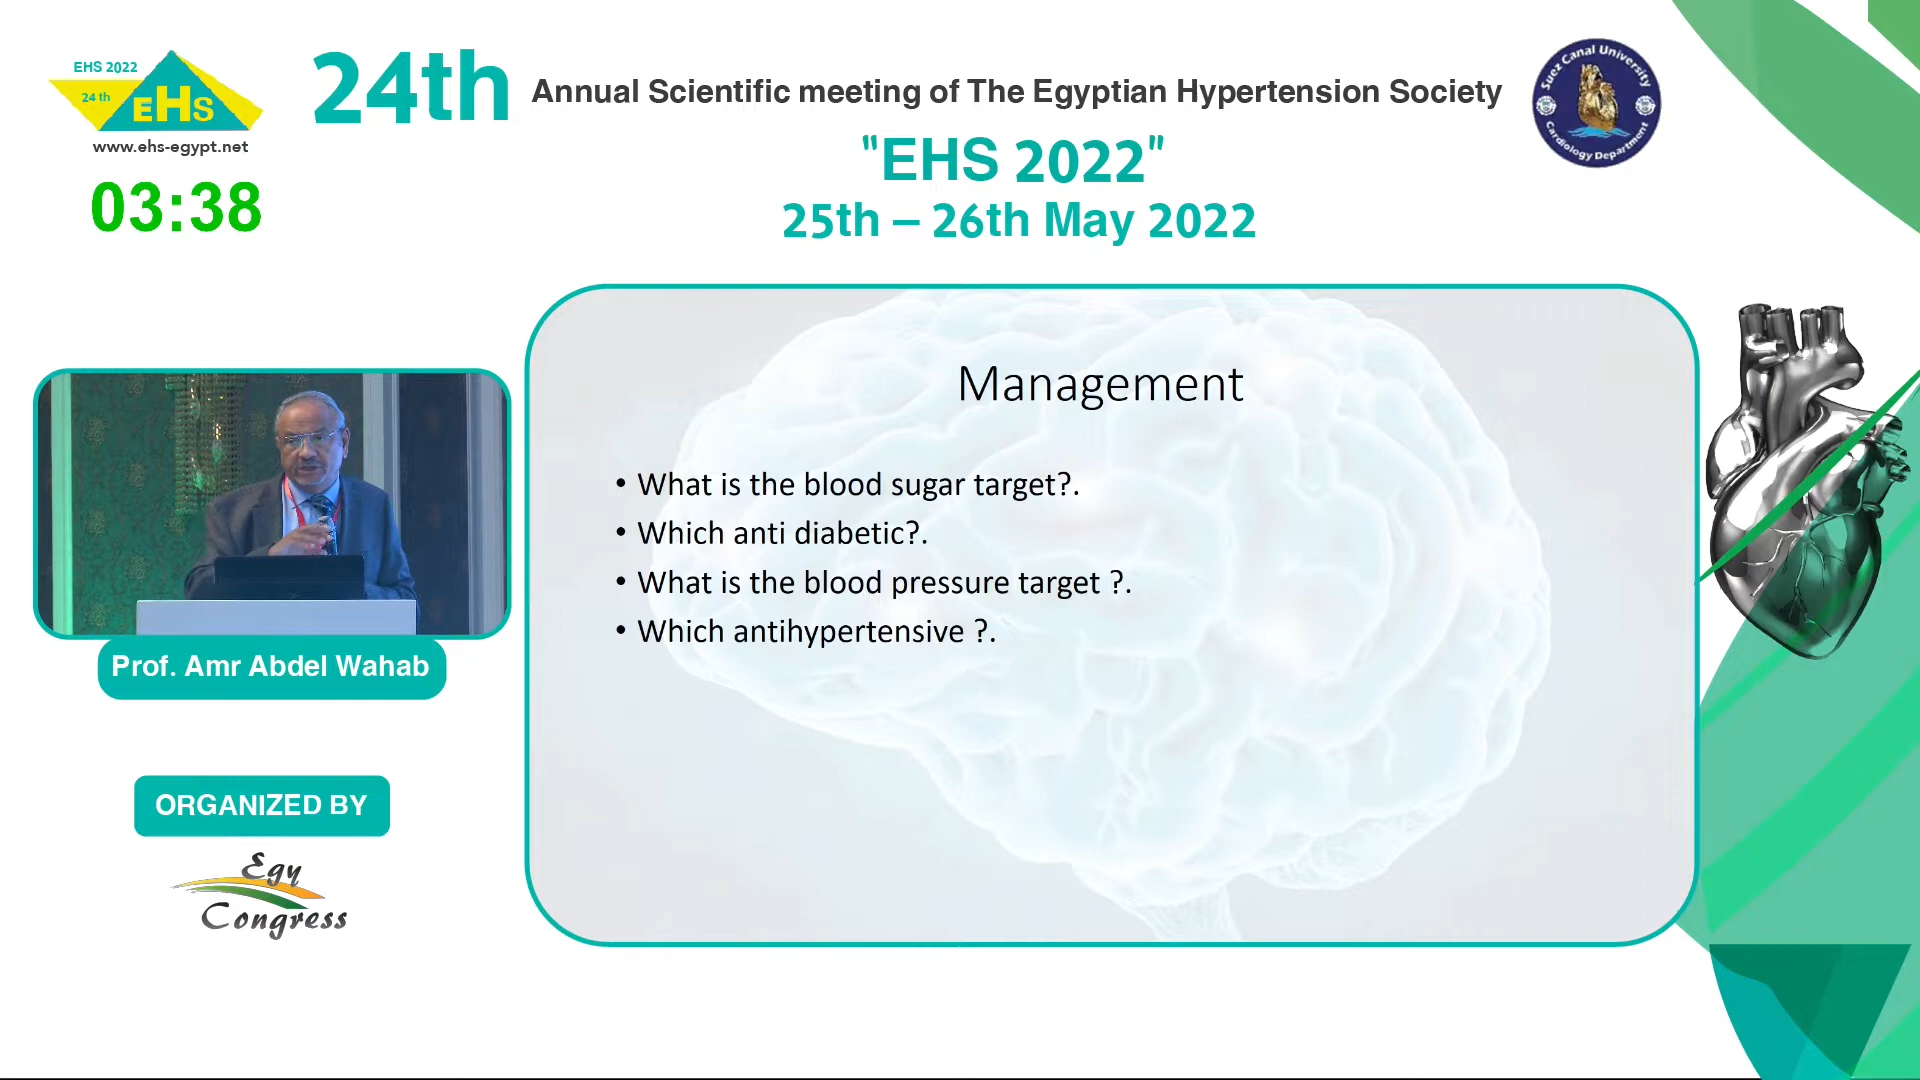 EHS 2022
24 th
EHS
www.ehs-egypt.net
03:38
24th Annual Scientific meeting of The Egyptian Hypertension Society
"EHS 2022"
25th – 26th May 2022
Suez Canal University
Cardiology Department
Management
• What is the blood sugar target?.
• Which anti diabetic?.
• What is the blood pressure target ?.
• Which antihypertensive ?.
Prof. Amr Abdel Wahab
ORGANIZED BY
Egy
Congress